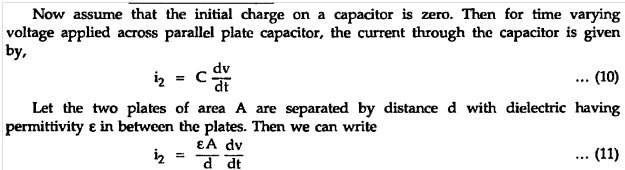 Now assume that the initial charge on a capacitor is zero. Then for time varying
voltage applied across parallel plate capacitor, the current through the capacitor is given
by,
i₂ = C dv/dt ... (10)
Let the two plates of area A are separated by distance d with dielectric having
permittivity ε in between the plates. Then we can write
i₂ = εA/d dv/dt ... (11)